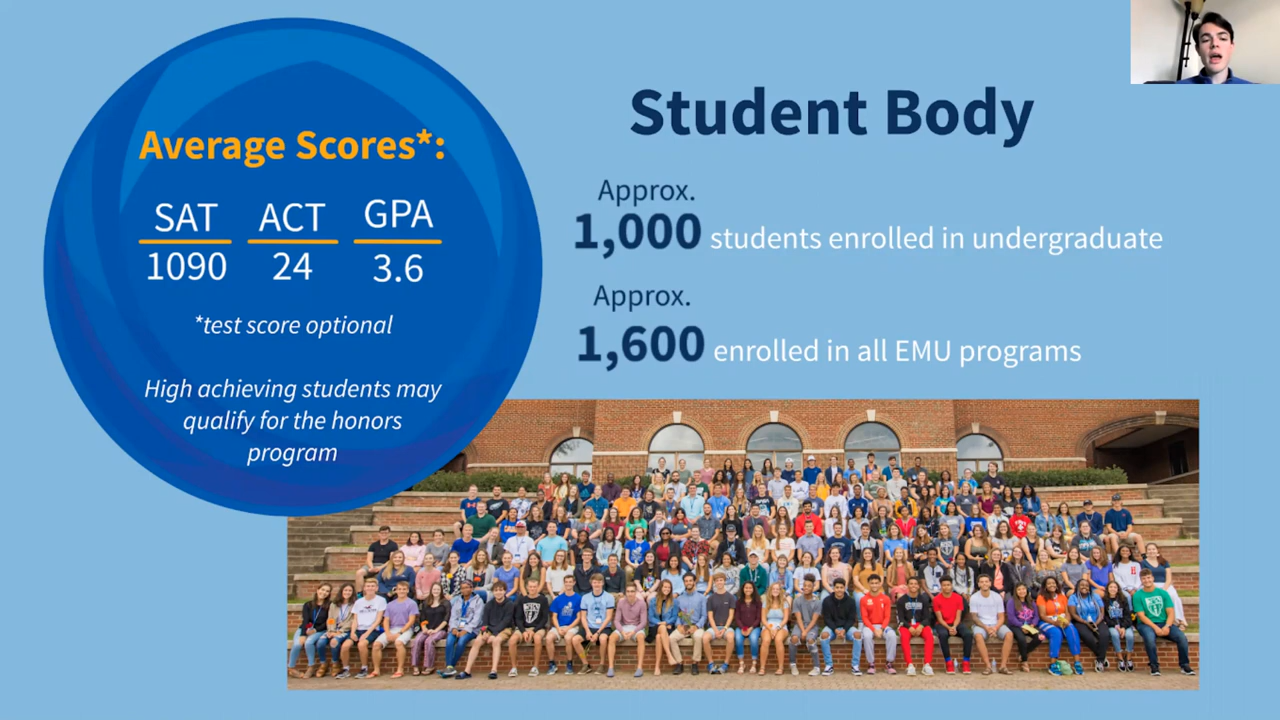 Average Scores*:
SAT ACT GPA
1090 24 3.6
*test score optional
High achieving students may
qualify for the honors
program
Student Body
Approx.
1,000 students enrolled in undergraduate
Approx.
1,600 enrolled in all EMU programs